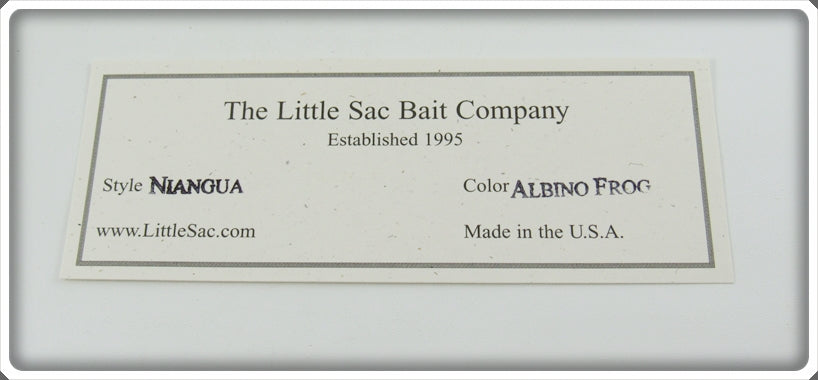 The Little Sac Bait Company
Established 1995
Style NIANGUA Color ALBINO FROG
www.LittleSac.com Made in the U.S.A.